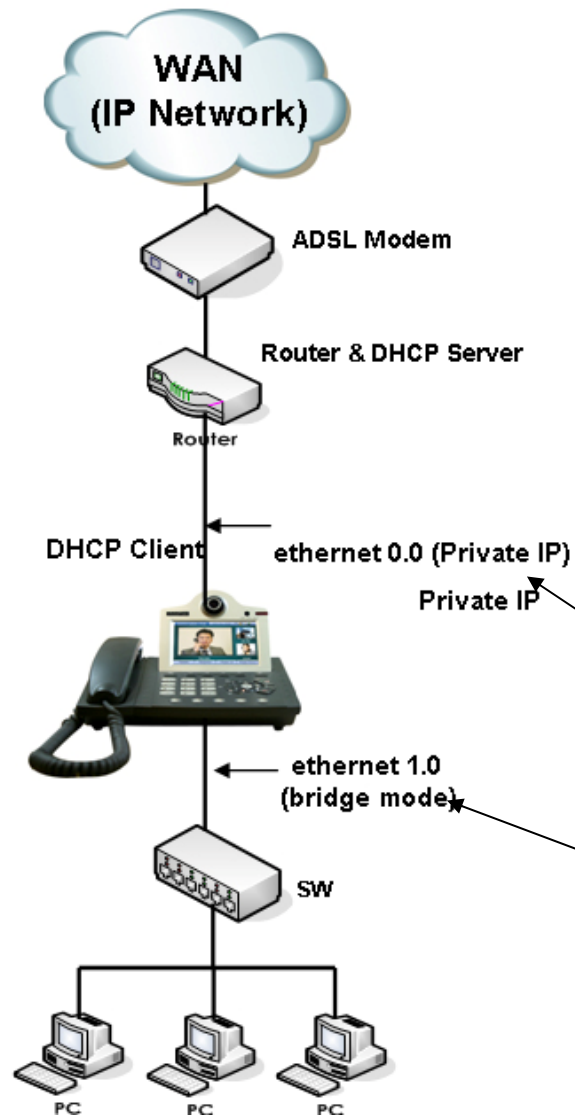 WAN
(IP Network)
ADSL Modem
Router & DHCP Server
Router
DHCP Client
ethernet 0.0 (Private IP)
Private IP
ethernet 1.0
(bridge mode)
SW
PC
PC
PC